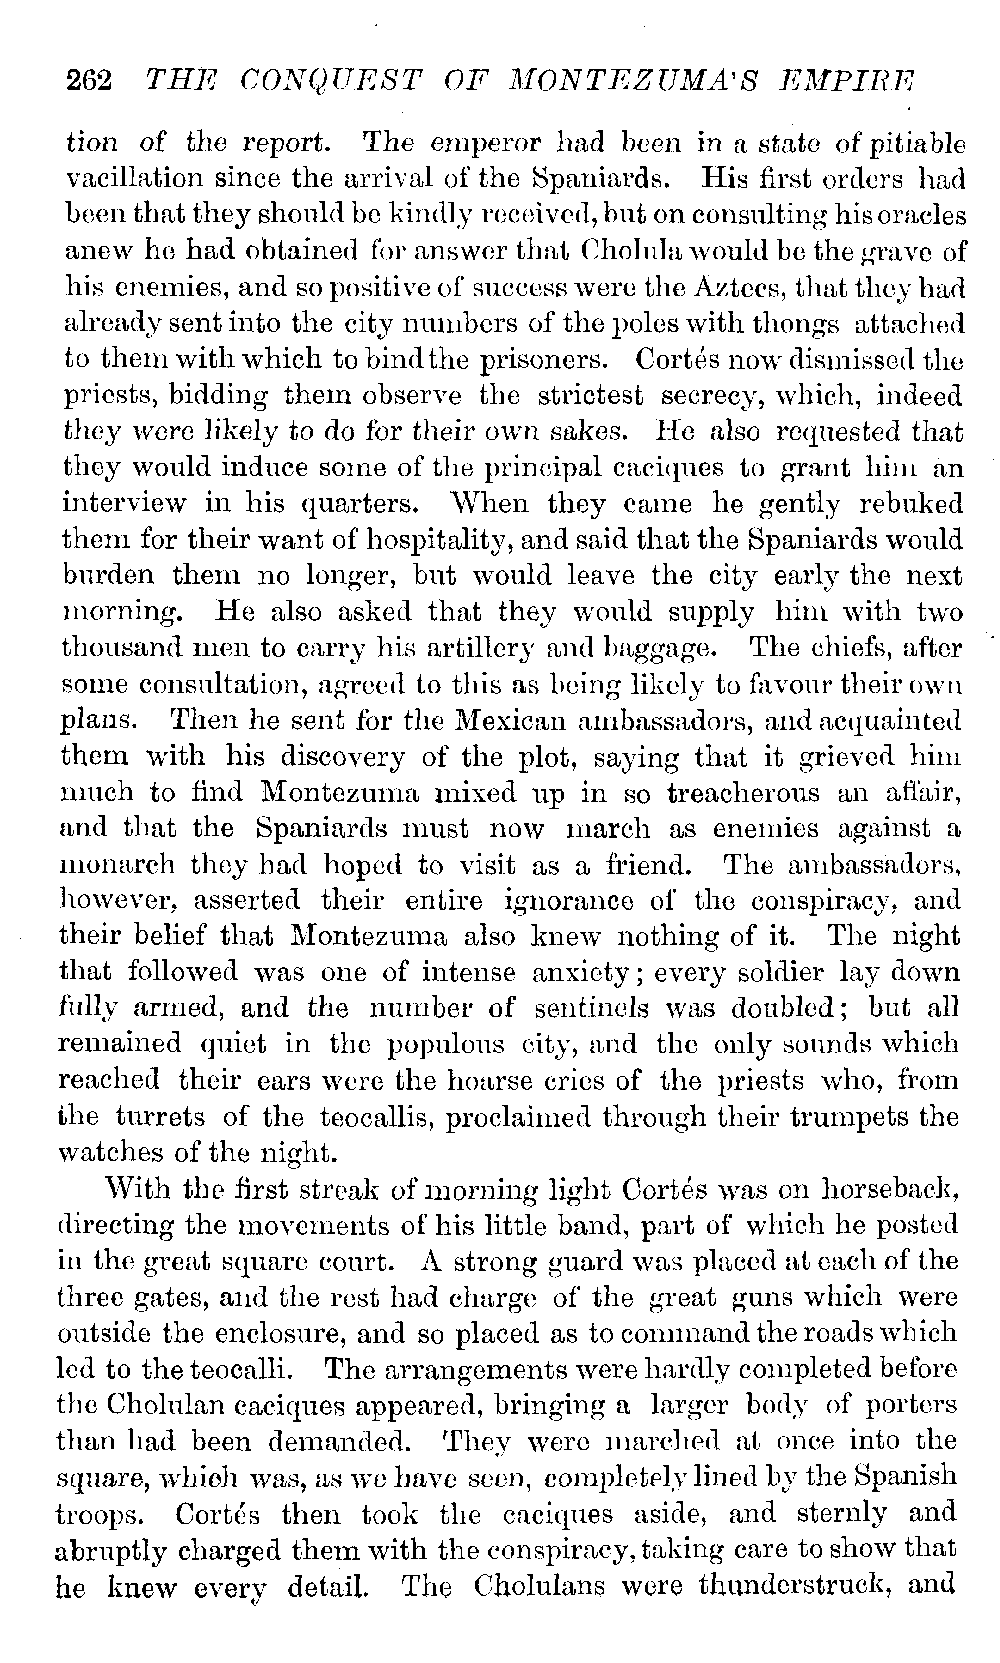 262 THE CONQUEST OF MONTEZUMA'S EMPIRE
tion of the report. The emperor had been in a state of pitiable
vacillation since the arrival of the Spaniards. His first orders had
been that they should be kindly received, but on consulting his oracles
anew he had obtained for answer that Cholula would be the grave of
his enemies, and so positive of success were the Aztecs, that they had
already sent into the city numbers of the poles with thongs attached
to them with which to bind the prisoners. Cortés now dismissed the
priests, bidding them observe the strictest secrecy, which, indeed
they were likely to do for their own sakes. He also requested that
they would induce some of the principal caciques to grant him an
interview in his quarters. When they came he gently rebuked
them for their want of hospitality, and said that the Spaniards would
burden them no longer, but would leave the city early the next
morning. He also asked that they would supply him with two
thousand men to carry his artillery and baggage. The chiefs, after
some consultation, agreed to this as being likely to favour their own
plans. Then he sent for the Mexican ambassadors, and acquainted
them with his discovery of the plot, saying that it grieved him
much to find Montezuma mixed up in so treacherous an affair,
and that the Spaniards must now march as enemies against a
monarch they had hoped to visit as a friend. The ambassadors,
however, asserted their entire ignorance of the conspiracy, and
their belief that Montezuma also knew nothing of it. The night
that followed was one of intense anxiety; every soldier lay down
fully armed, and the number of sentinels was doubled; but all
remained quiet in the populous city, and the only sounds which
reached their ears were the hoarse cries of the priests who, from
the turrets of the teocallis, proclaimed through their trumpets the
watches of the night.
With the first streak of morning light Cortés was on horseback,
directing the movements of his little band, part of which he posted
in the great square court. A strong guard was placed at each of the
three gates, and the rest had charge of the great guns which were
outside the enclosure, and so placed as to command the roads which
led to the teocalli. The arrangements were hardly completed before
the Cholulan caciques appeared, bringing a larger body of porters
than had been demanded. They were marched at once into the
square, which was, as we have seen, completely lined by the Spanish
troops. Cortés then took the caciques aside, and sternly and
abruptly charged them with the conspiracy, taking care to show that
he knew every detail. The Cholulans were thunderstruck, and